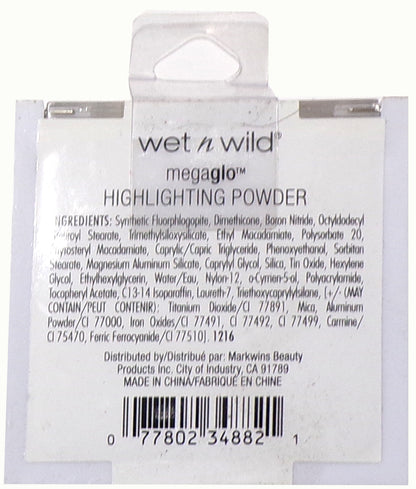 wet n wild®
megaglo™
HIGHLIGHTING POWDER
INGREDIENTS: Synthetic Fluorphlogopite, Dimethicone, Boron Nitride, Octyldodecyl
Stearoyl Stearate, Trimethylsiloxysilicate, Ethyl Macadamiate, Polysorbate 20,
Phytosteryl Macadamiate, Caprylic/Capric Triglyceride, Phenoxyethanol, Sorbitan
Stearate, Magnesium Aluminum Silicate, Caprylyl Glycol, Silica, Tin Oxide, Hexylene
Glycol, Ethylhexylglycerin, Water/Eau, Nylon-12, o-Cymen-5-ol, Polyacrylamide,
Tocopheryl Acetate, C13-14 Isoparaffin, Laureth-7, Triethoxycaprylylsilane, [+/- (MAY
CONTAIN/PEUT CONTENIR): Titanium Dioxide/CI 77891, Mica, Aluminum
Powder/CI 77000, Iron Oxides/CI 77491, CI 77492, CI 77499, Carmine/
CI 75470, Ferric Ferrocyanide/CI 77510]. 1216
Distributed by/Distribué par: Markwins Beauty
Products Inc. City of Industry, CA 91789
MADE IN CHINA/FABRIQUÉ EN CHINE
0 77802 34882 1